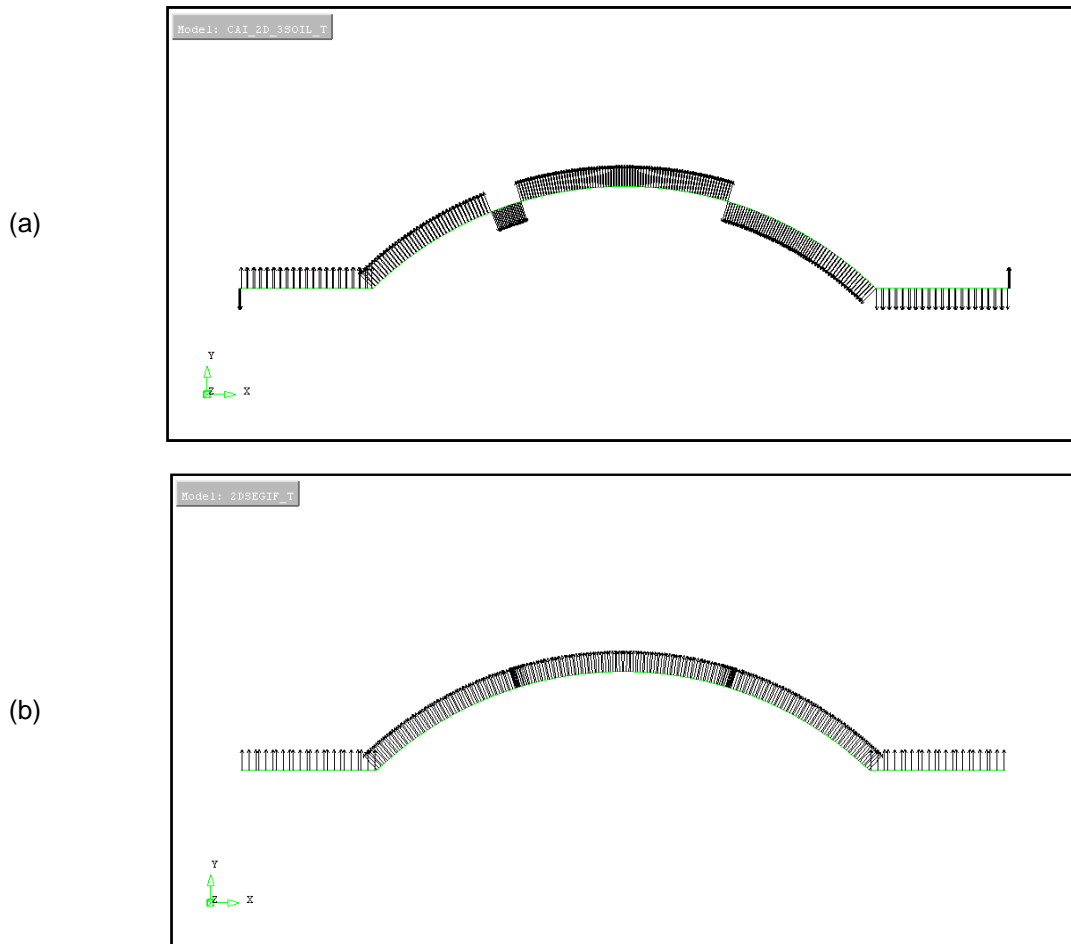 (a)
Model: CAI_2D_3SOIL_T
Y
Z X
(b)
Model: 2DSEGIF_T
Y
Z X